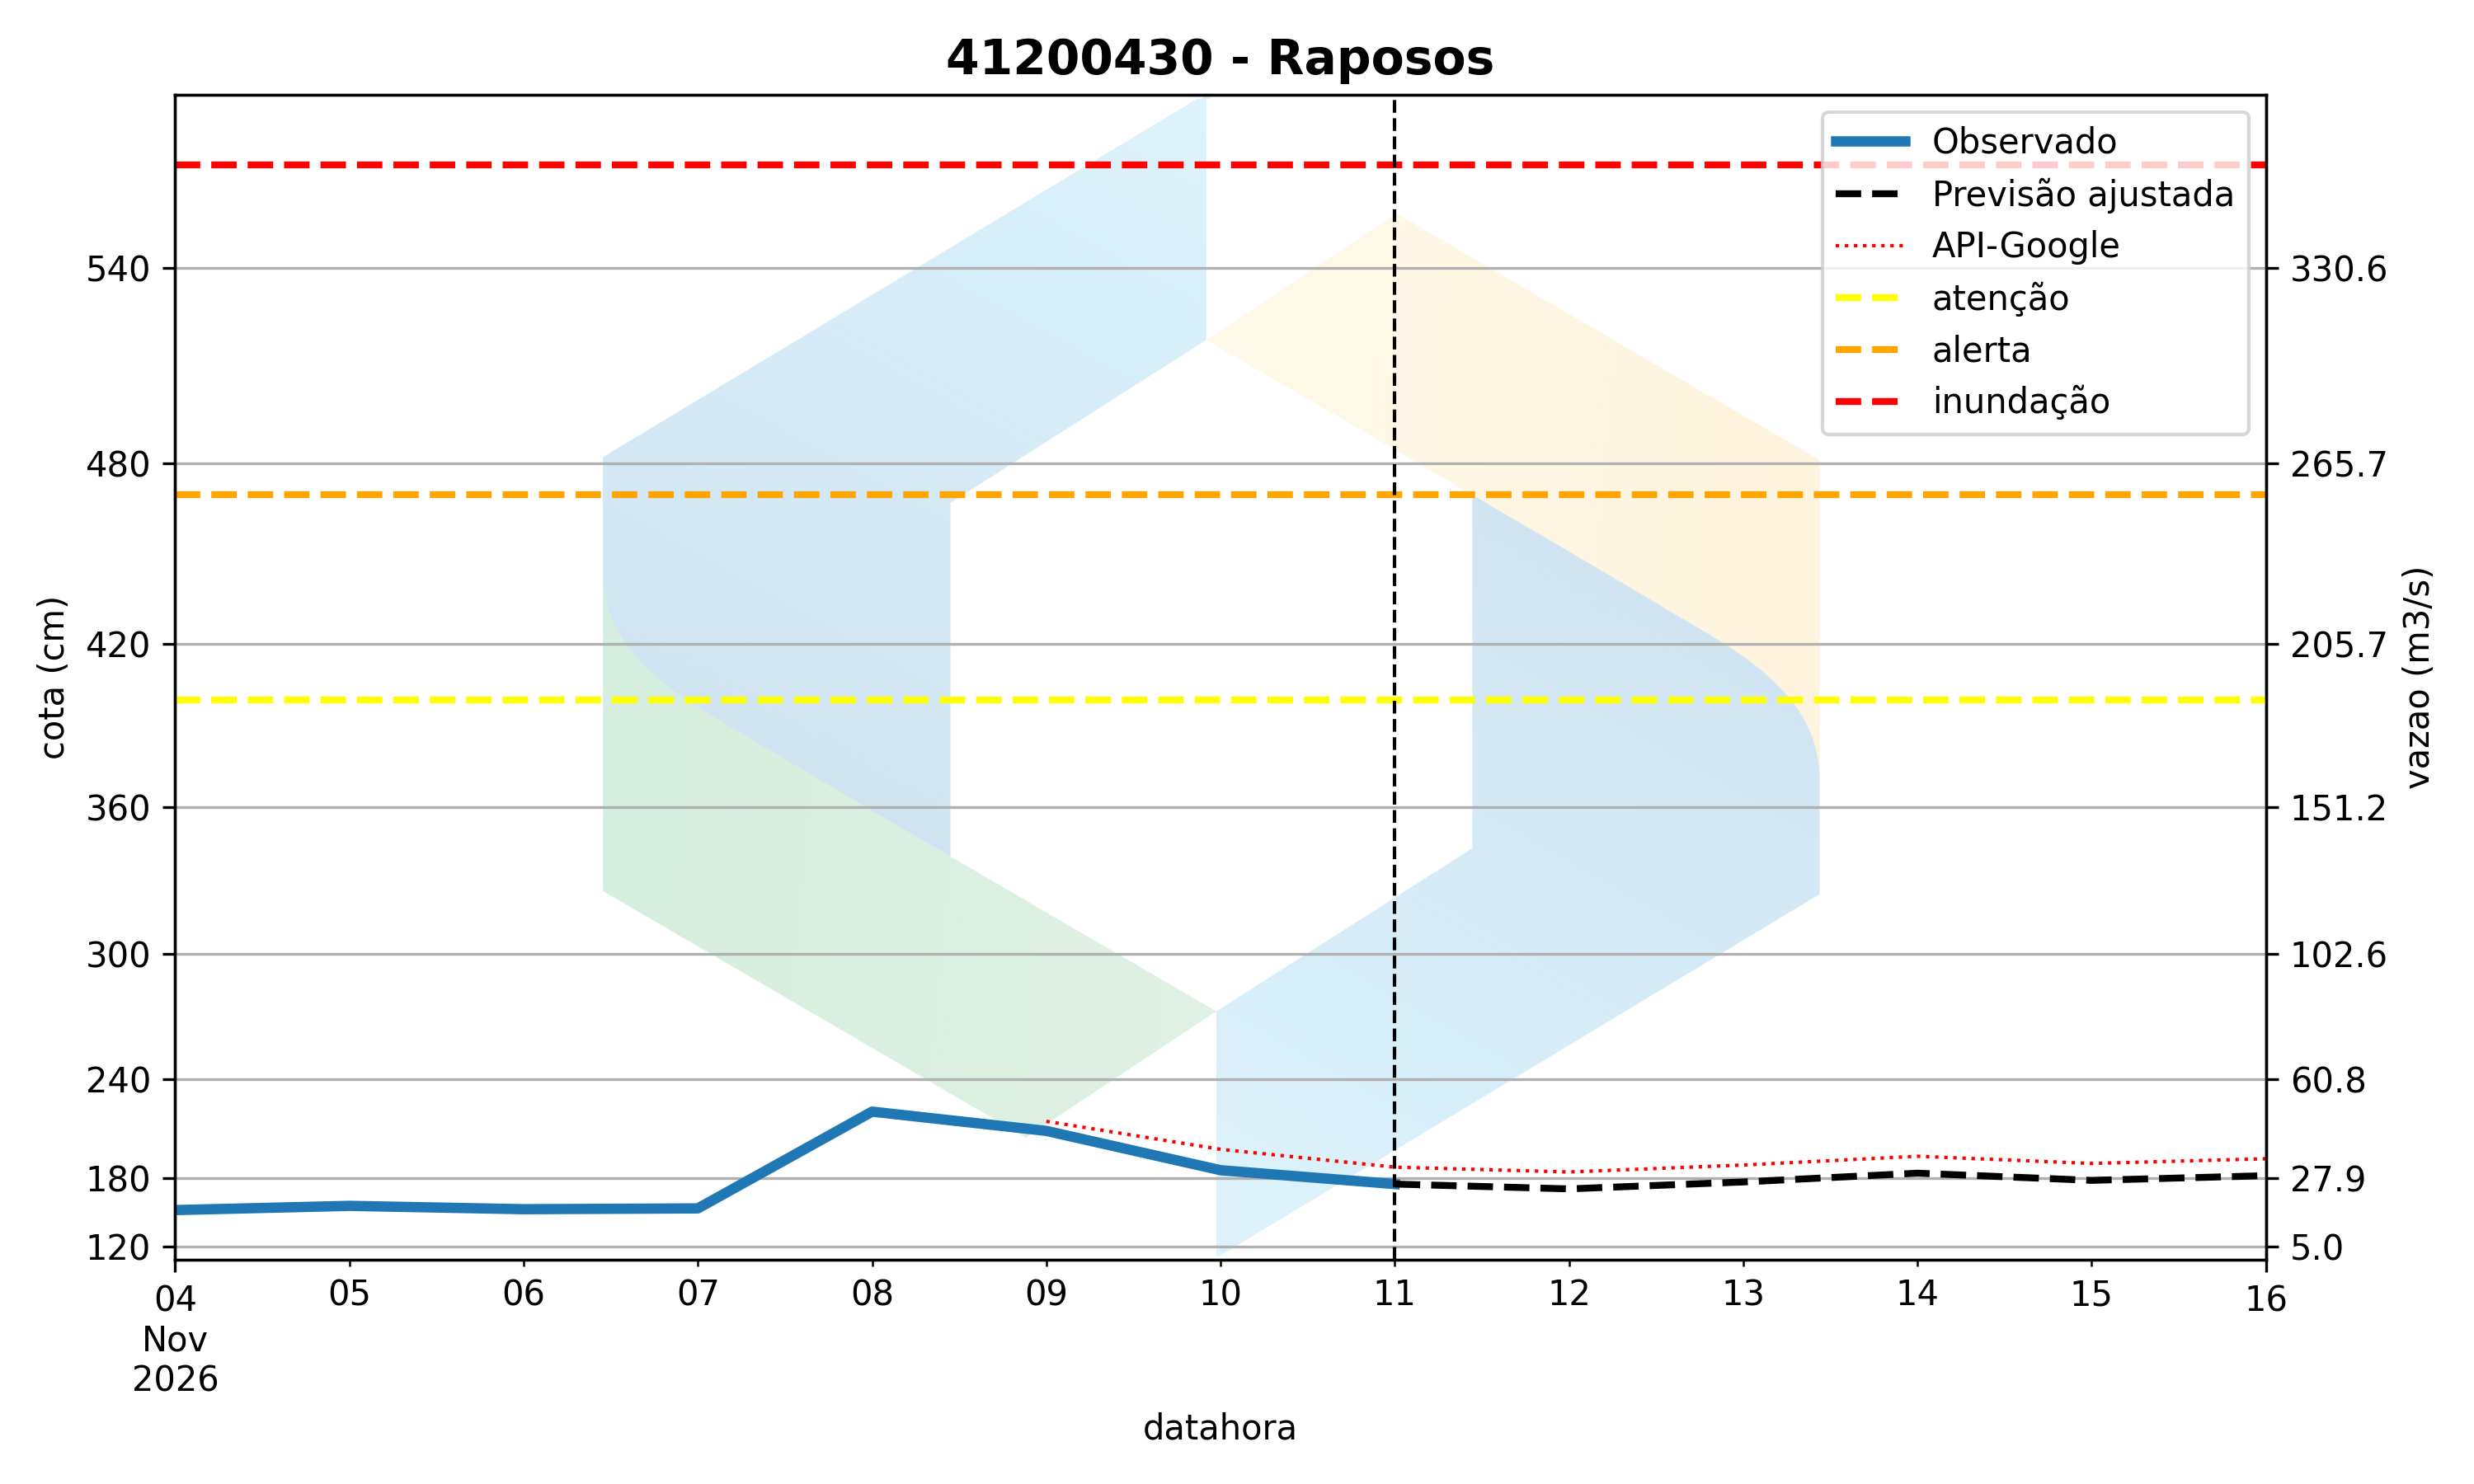 41200430 - Raposos
Observado
Previsão ajustada
API-Google
atenção
alerta
inundação
540
480
420
360
300
240
180
120
cota (cm)
330.6
265.7
205.7
151.2
102.6
60.8
27.9
5.0
vazao (m3/s)
04 05 06 07 08 09 10 11 12 13 14 15 16
Nov
2026
datahora